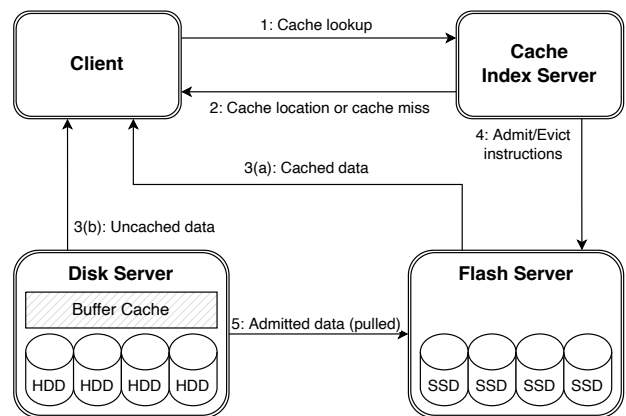 1: Cache lookup
Client
Cache
Index Server
2: Cache location or cache miss
4: Admit/Evict
instructions
3(a): Cached data
3(b): Uncached data
Disk Server
Flash Server
Buffer Cache
5: Admitted data (pulled)
HDD HDD HDD HDD
SSD SSD SSD SSD